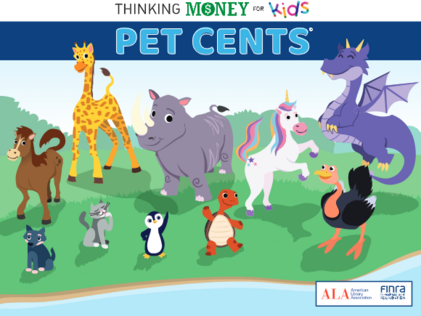 THINKING MONEY FOR KidS
PET CENTS®
ALA American Library Association
FINRA